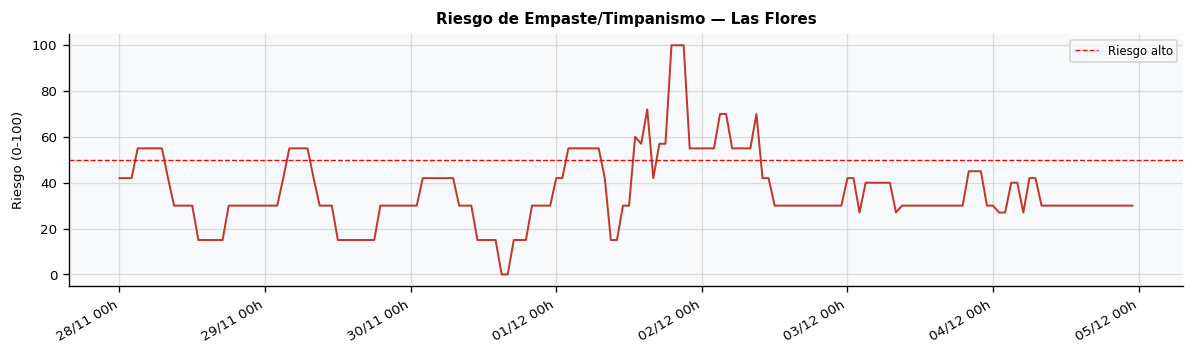 Riesgo de Empaste/Timpanismo — Las Flores
Riesgo alto
Riesgo (0-100)
100
80
60
40
20
0
28/11 00h
29/11 00h
30/11 00h
01/12 00h
02/12 00h
03/12 00h
04/12 00h
05/12 00h